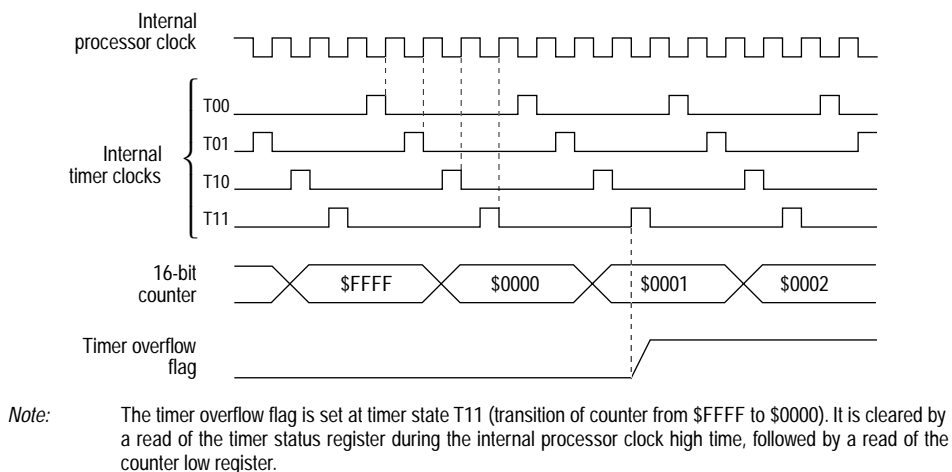 Internal
processor clock
T00
T01
Internal
timer clocks
T10
T11
16-bit
counter
$FFFF
$0000
$0001
$0002
Timer overflow
flag
Note: The timer overflow flag is set at timer state T11 (transition of counter from $FFFF to $0000). It is cleared by
a read of the timer status register during the internal processor clock high time, followed by a read of the
counter low register.